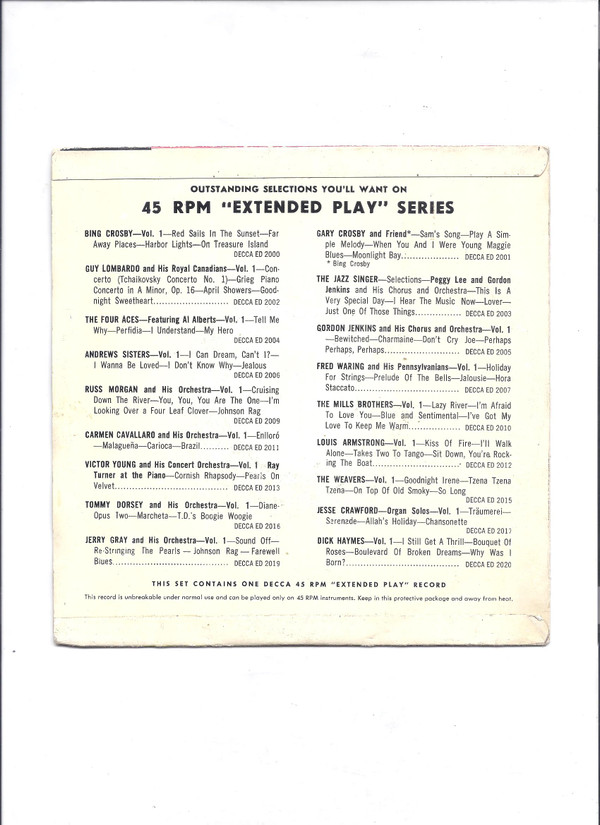 OUTSTANDING SELECTIONS YOU'LL WANT ON
45 RPM "EXTENDED PLAY" SERIES
BING CROSBY—Vol. 1—Red Sails In The Sunset—Far
Away Places—Harbor Lights—On Treasure Island
DECCA ED 2000
GUY LOMBARDO and His Royal Canadians—Vol. 1—Con-
certo (Tchaikovsky Concerto No. 1)—Grieg Piano
Concerto in A Minor, Op. 16—April Showers—Good-
night Sweetheart........................ DECCA ED 2002
THE FOUR ACES—Featuring Al Alberts—Vol. 1—Tell Me
Why—Perfidia—I Understand—My Hero
DECCA ED 2004
ANDREWS SISTERS—Vol. 1—I Can Dream, Can't I?—
I Wanna Be Loved—I Don't Know Why—Jealous
DECCA ED 2006
RUSS MORGAN and His Orchestra—Vol. 1—Cruising
Down The River—You, You, You Are The One—I'm
Looking Over a Four Leaf Clover—Johnson Rag
DECCA ED 2009
CARMEN CAVALLARO and His Orchestra—Vol. 1—Enlloró
—Malagueña—Carioca—Brazil.......... DECCA ED 2011
VICTOR YOUNG and His Concert Orchestra—Vol. 1 Ray
Turner at the Piano—Cornish Rhapsody—Pearls On
Velvet................................... DECCA ED 2013
TOMMY DORSEY and His Orchestra—Vol. 1—Diane-
Opus Two—Marcheta—T.D.'s Boogie Woogie
DECCA ED 2016
JERRY GRAY and His Orchestra—Vol. 1—Sound Off—
Re-Stringing The Pearls — Johnson Rag — Farewell
Blues.................................... DECCA ED 2019
GARY CROSBY and Friend*—Sam's Song—Play A Sim-
ple Melody—When You And I Were Young Maggie
Blues—Moonlight Bay.................. DECCA ED 2001
* Bing Crosby
THE JAZZ SINGER—Selections—Peggy Lee and Gordon
Jenkins and His Chorus and Orchestra—This Is A
Very Special Day—I Hear The Music Now—Lover—
Just One Of Those Things.............. DECCA ED 2003
GORDON JENKINS and His Chorus and Orchestra—Vol. 1
—Bewitched—Charmaine—Don't Cry Joe—Perhaps
Perhaps, Perhaps........................ DECCA ED 2005
FRED WARING and His Pennsylvanians—Vol. 1—Holiday
For Strings—Prelude Of The Bells—Jalousie—Hora
Staccato................................. DECCA ED 2007
THE MILLS BROTHERS—Vol. 1—Lazy River—I'm Afraid
To Love You—Blue and Sentimental—I've Got My
Love To Keep Me Warm................ DECCA ED 2010
LOUIS ARMSTRONG—Vol. 1—Kiss Of Fire—I'll Walk
Alone—Takes Two To Tango—Sit Down, You're Rock-
ing The Boat........................... DECCA ED 2012
THE WEAVERS—Vol. 1—Goodnight Irene—Tzena Tzena
Tzena—On Top Of Old Smoky—So Long
DECCA ED 2015
JESSE CRAWFORD—Organ Solos—Vol. 1—Träumerei—
Serenade—Allah's Holiday—Chansonette
DECCA ED 2017
DICK HAYMES—Vol. 1—I Still Get A Thrill—Bouquet Of
Roses—Boulevard Of Broken Dreams—Why Was I
Born?................................... DECCA ED 2020
THIS SET CONTAINS ONE DECCA 45 RPM "EXTENDED PLAY" RECORD
This record is unbreakable under normal use and can be played only on 45 RPM instruments. Keep in this protective package and away from heat.